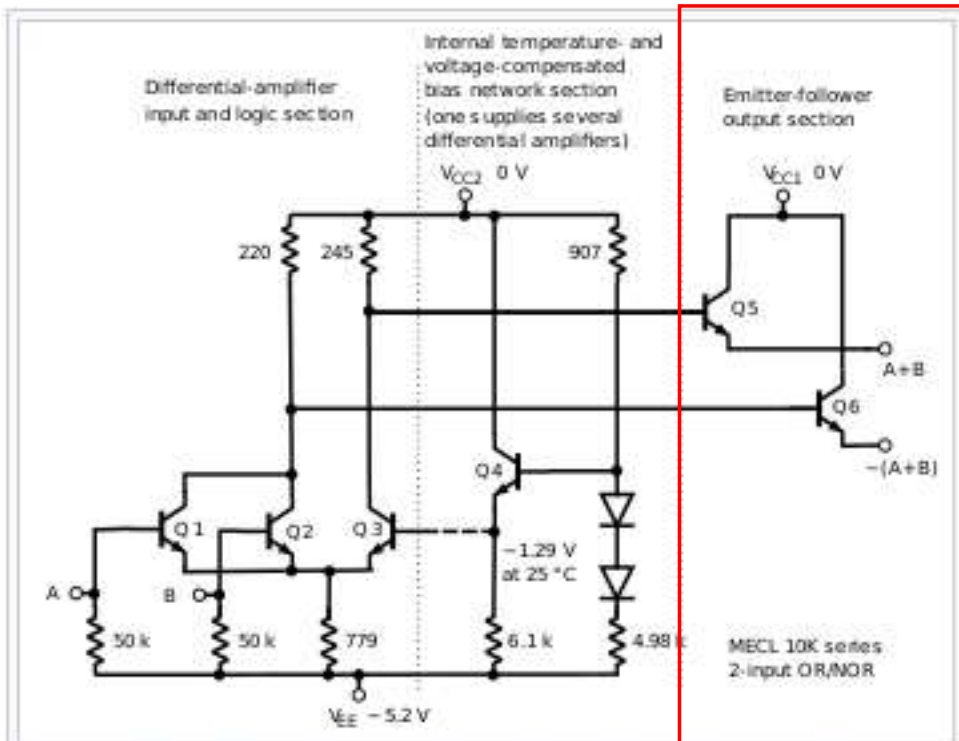 Differential-amplifier
input and logic section
Internal temperature- and
voltage-compensated
bias network section
(one supplies several
differential amplifiers)
Emitter-follower
output section
VCC2 0 V
VCC1 0 V
220
245
907
Q5
A+B
Q6
−(A+B)
Q4
Q1
Q2
Q3
−1.29 V
at 25 °C
A
B
50 k
50 k
779
6.1 k
4.98 k
MECL 10K series
2-input OR/NOR
VEE −5.2 V